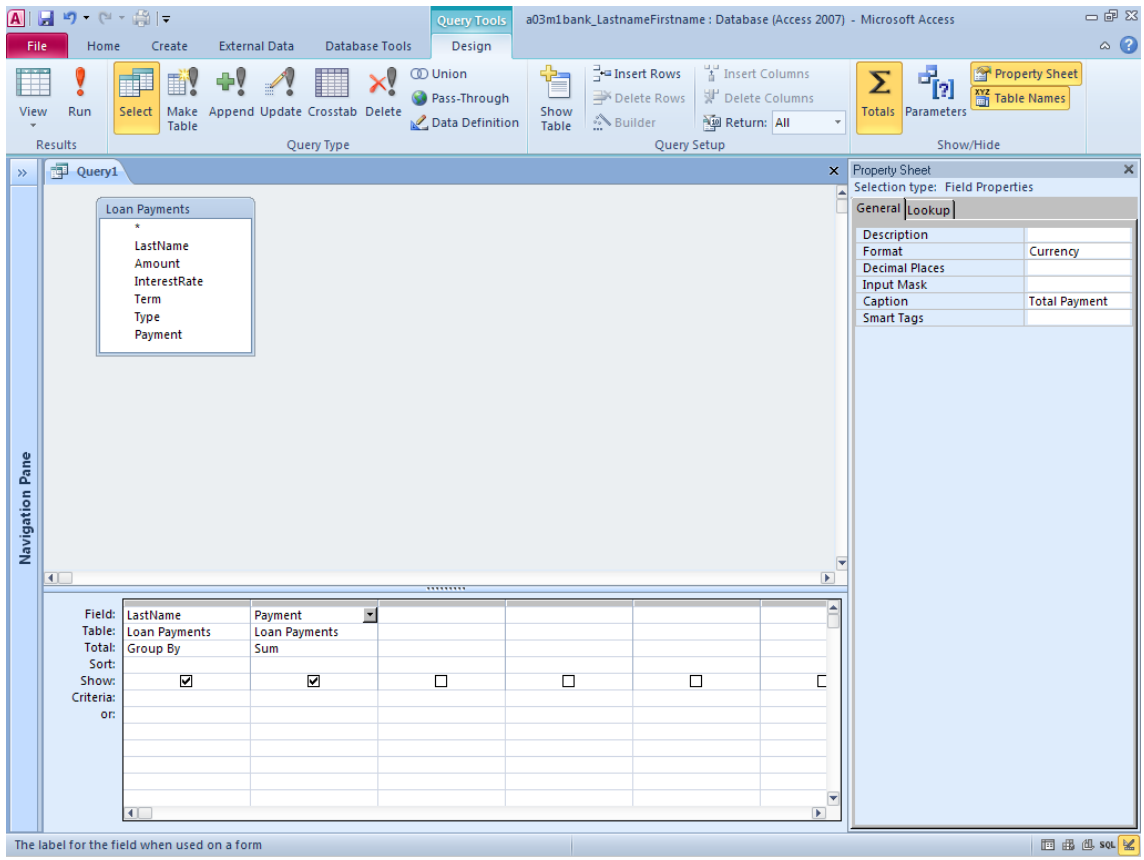 Query Tools a03m1bank_LastnameFirstname : Database (Access 2007) - Microsoft Access
File Home Create External Data Database Tools Design
View
Run
Select
Make Table
Append
Update
Crosstab
Delete
Union
Pass-Through
Data Definition
Show Table
Insert Rows
Delete Rows
Builder
Insert Columns
Delete Columns
Return: All
Totals
Parameters
Property Sheet
Table Names
Results Query Type Query Setup Show/Hide
Navigation Pane
Query1
Loan Payments
*
LastName
Amount
InterestRate
Term
Type
Payment
Property Sheet
Selection type: Field Properties
General Lookup
Description
Format Currency
Decimal Places
Input Mask
Caption Total Payment
Smart Tags
Field: LastName Payment
Table: Loan Payments Loan Payments
Total: Group By Sum
Sort:
Show:
Criteria:
or:
The label for the field when used on a form
SQL